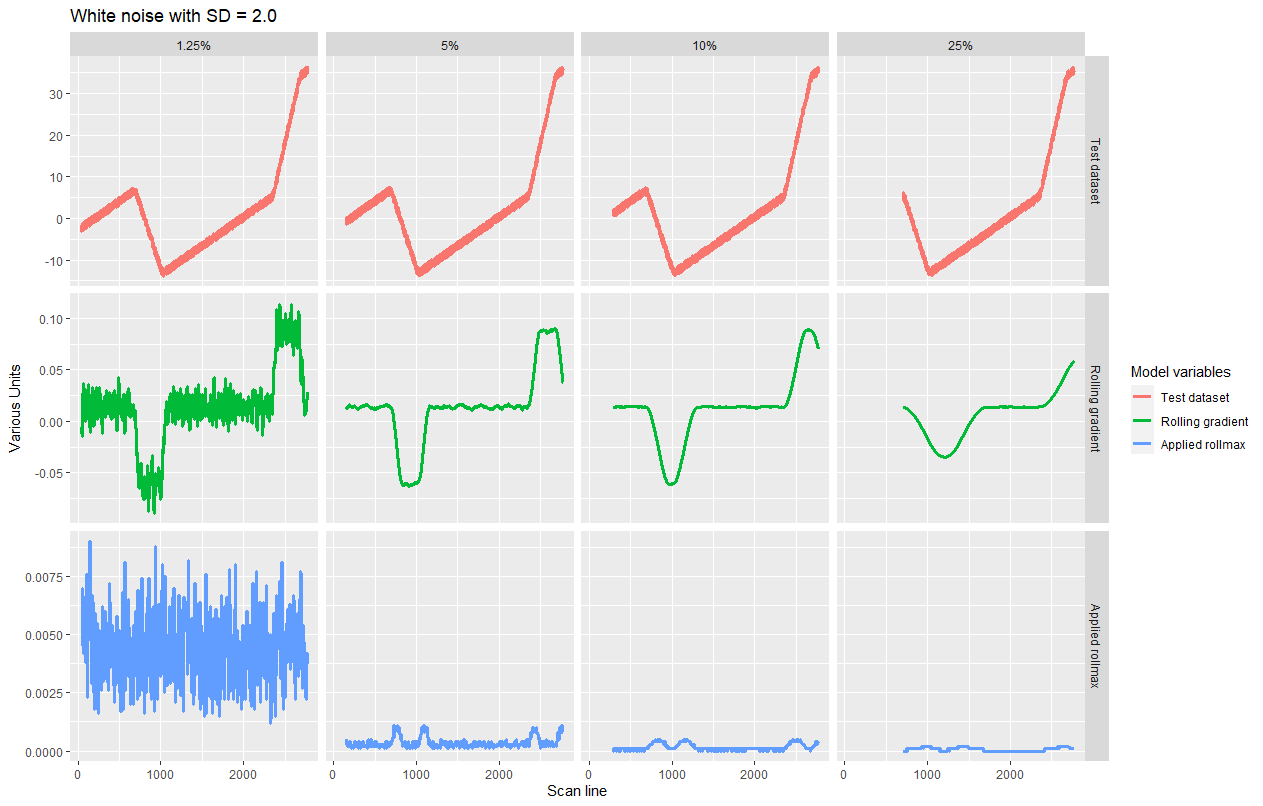 White noise with SD = 2.0
1.25%
5%
10%
25%
30
20
10
0
-10
Test dataset
0.10
0.05
0.00
-0.05
Rolling gradient
0.0075
0.0050
0.0025
0.0000
Applied rollmax
Various Units
0
1000
2000
0
1000
2000
0
1000
2000
0
1000
2000
Scan line
Model variables
Test dataset
Rolling gradient
Applied rollmax